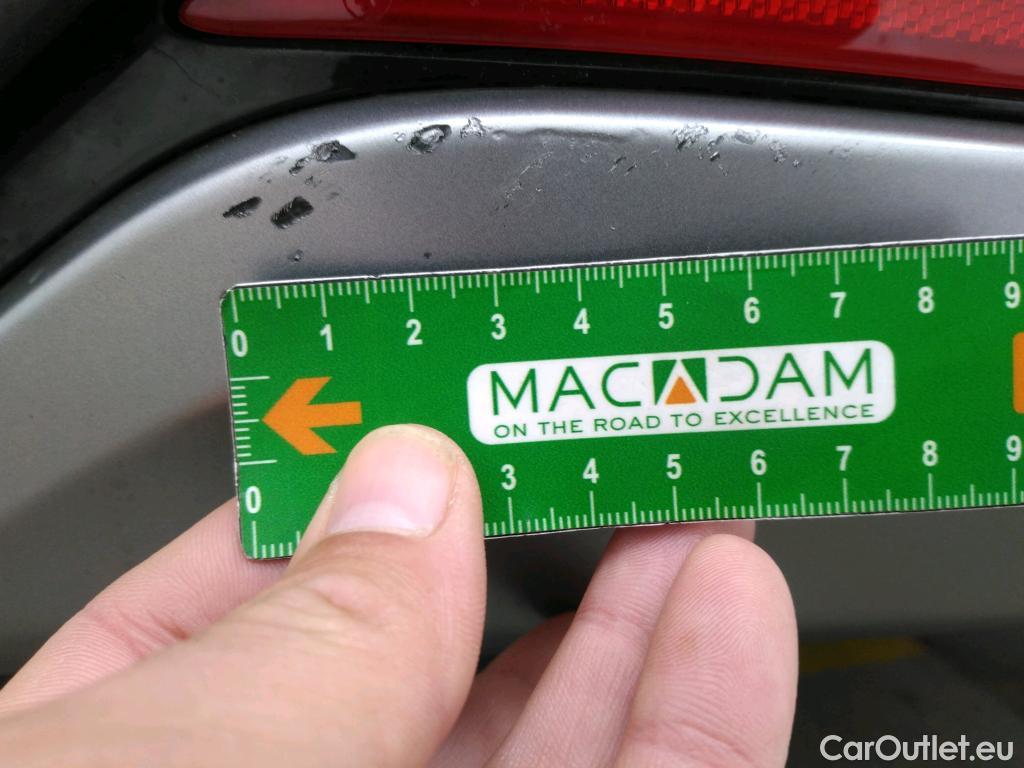 0 1 2 3 4 5 6 7 8 9
MACADAM
ON THE ROAD TO EXCELLENCE
0 3 4 5 6 7 8 9
CarOutlet.eu